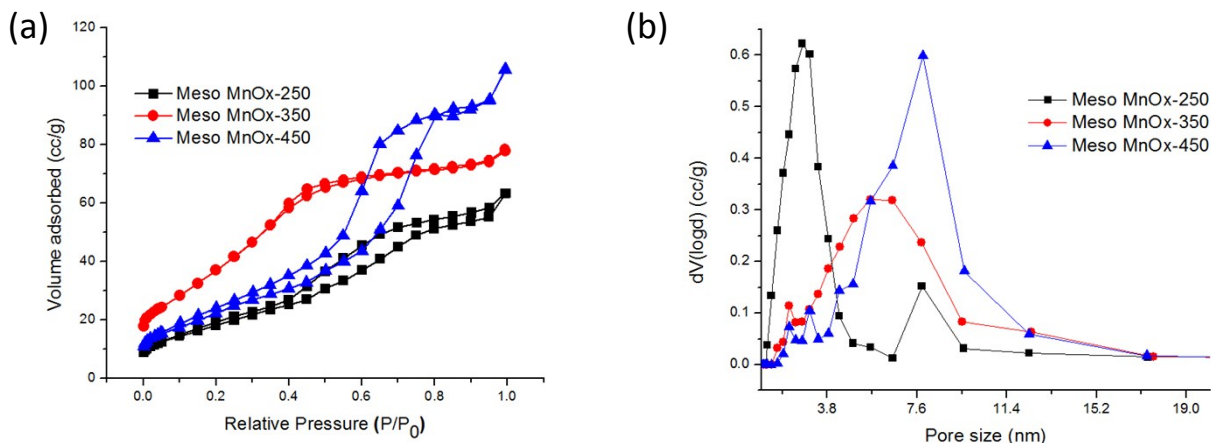 (a)
120
100
80
60
40
20
0
Volume adsorbed (cc/g)
Meso MnOx-250
Meso MnOx-350
Meso MnOx-450
0.0 0.2 0.4 0.6 0.8 1.0
Relative Pressure (P/P0)
(b)
0.6
0.5
0.4
0.3
0.2
0.1
0.0
dV(logd) (cc/g)
Meso MnOx-250
Meso MnOx-350
Meso MnOx-450
3.8 7.6 11.4 15.2 19.0
Pore size (nm)